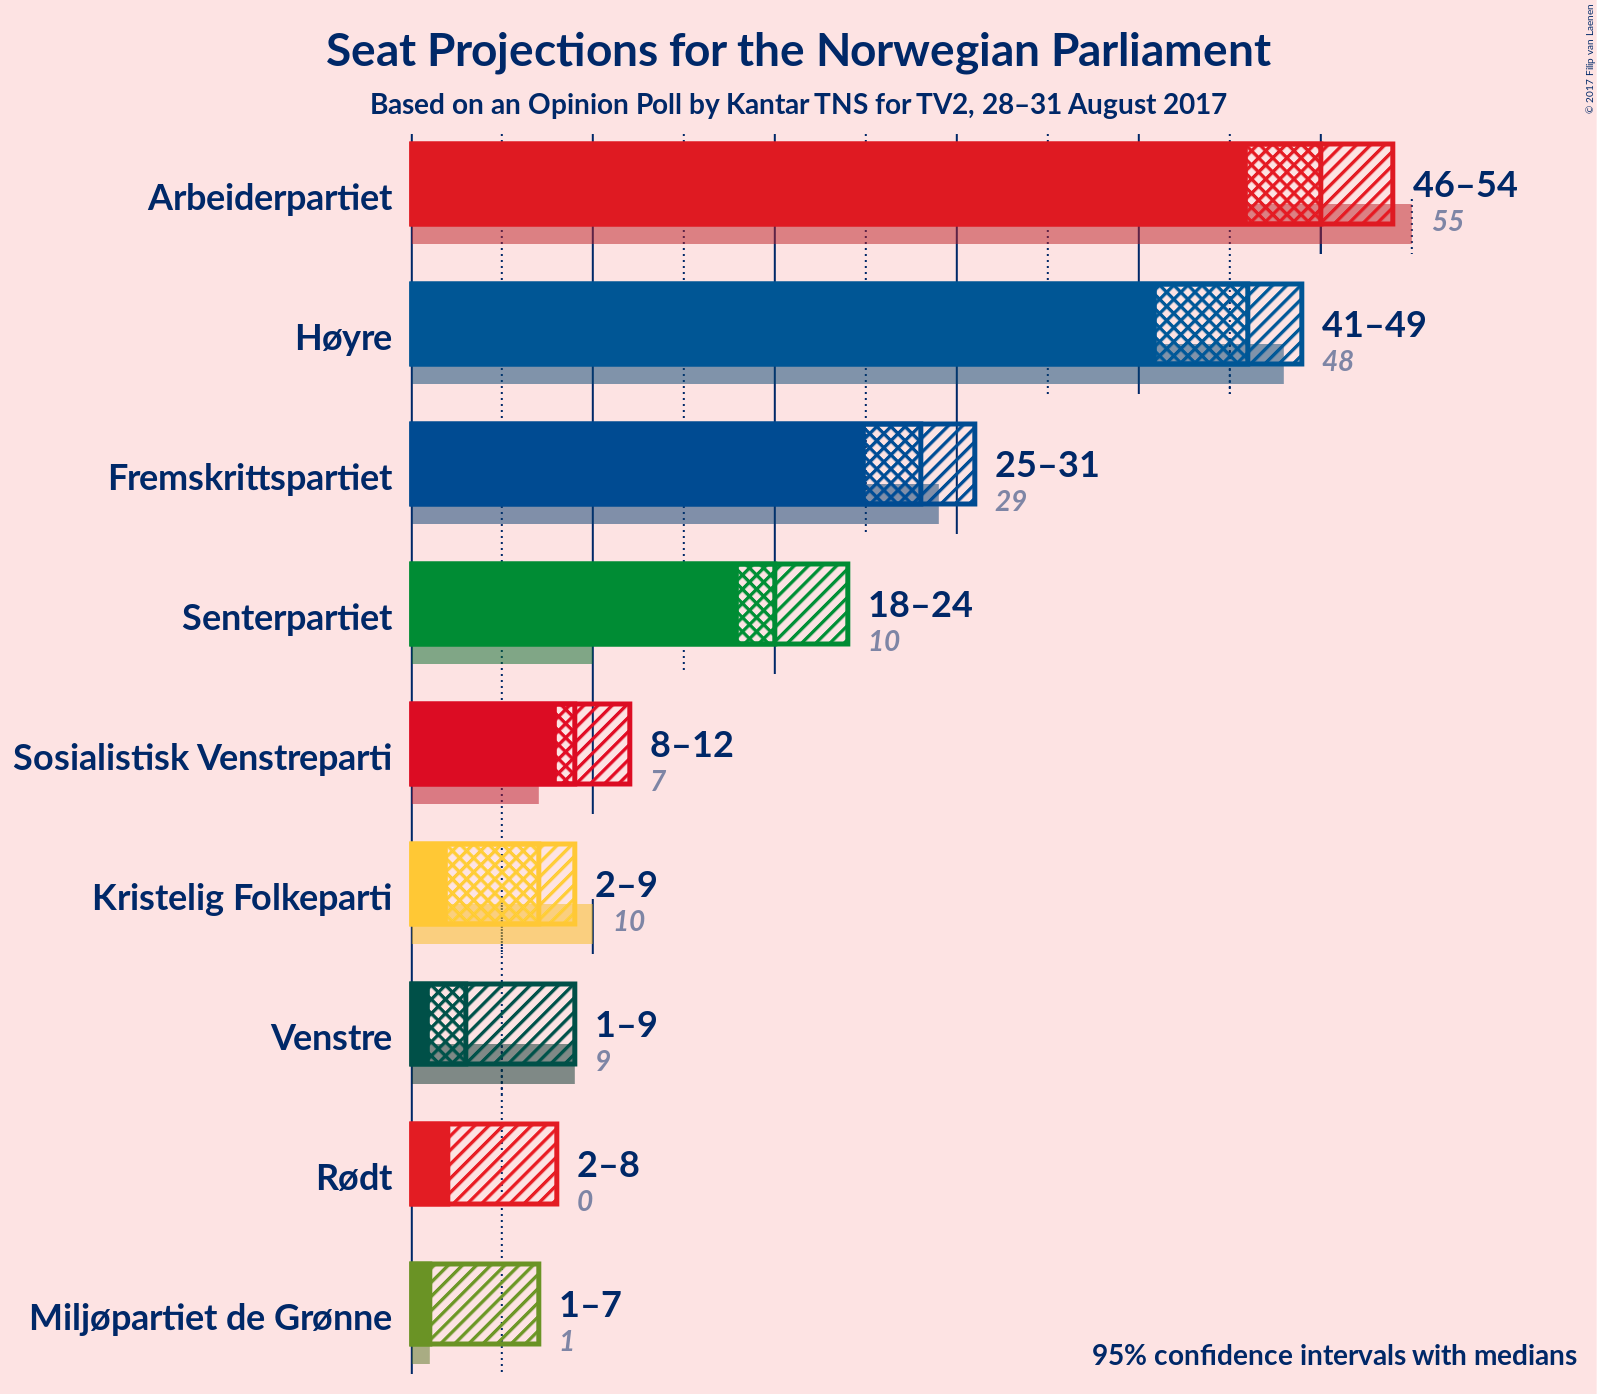 Seat Projections for the Norwegian Parliament
Based on an Opinion Poll by Kantar TNS for TV2, 28–31 August 2017
© 2017 Filip van Laenen
Arbeiderpartiet
46–54
55
Høyre
41–49
48
Fremskrittspartiet
25–31
29
Senterpartiet
18–24
10
Sosialistisk Venstreparti
8–12
7
Kristelig Folkeparti
2–9
10
Venstre
1–9
9
Rødt
2–8
0
Miljøpartiet de Grønne
1–7
1
95% confidence intervals with medians